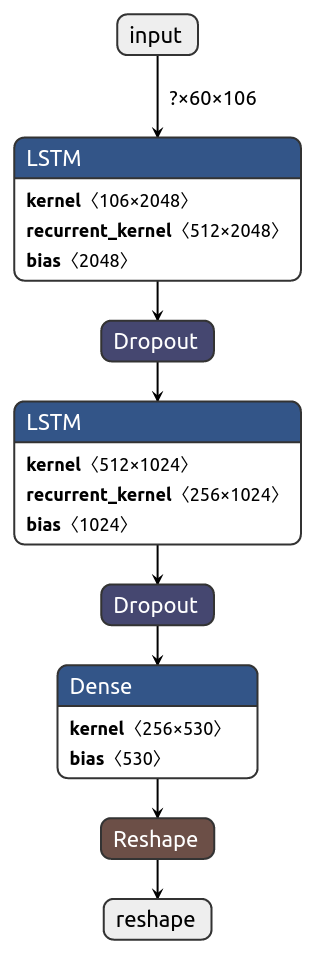 input
?×60×106
LSTM
kernel〈106×2048〉
recurrent_kernel〈512×2048〉
bias〈2048〉
Dropout
LSTM
kernel〈512×1024〉
recurrent_kernel〈256×1024〉
bias〈1024〉
Dropout
Dense
kernel〈256×530〉
bias〈530〉
Reshape
reshape